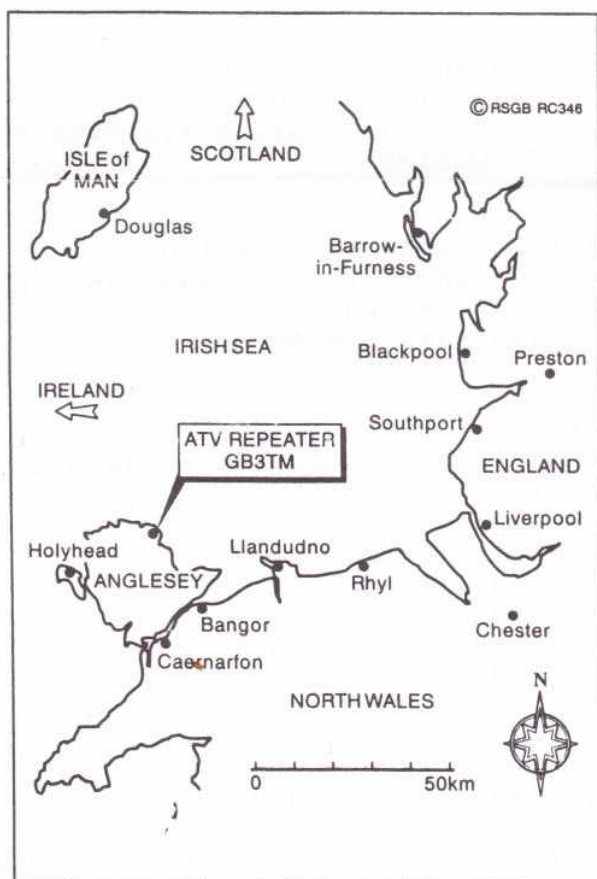 © RSGB RC346
ISLE of
MAN
SCOTLAND
Douglas
Barrow-
in-Furness
IRISH SEA
Blackpool
Preston
IRELAND
Southport
ATV REPEATER
GB3TM
ENGLAND
Liverpool
Holyhead
ANGLESEY
Llandudno
Rhyl
Bangor
Chester
Caernarfon
NORTH WALES
N
0
50km